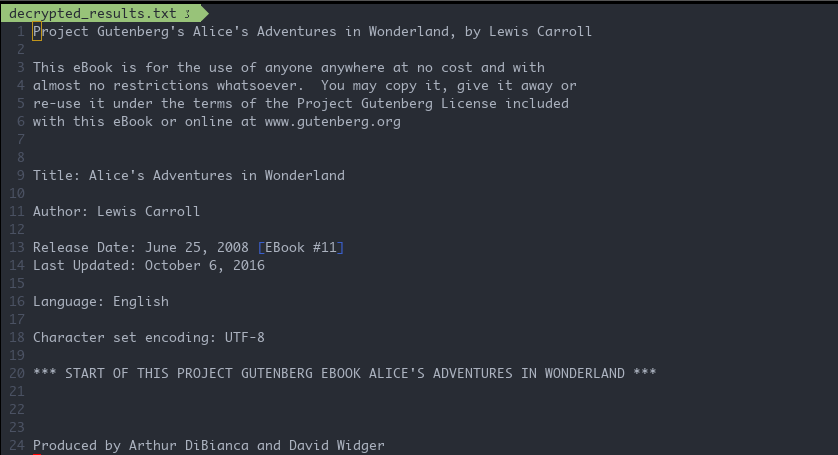 decrypted_results.txt
1 Project Gutenberg's Alice's Adventures in Wonderland, by Lewis Carroll
2
3 This eBook is for the use of anyone anywhere at no cost and with
4 almost no restrictions whatsoever.  You may copy it, give it away or
5 re-use it under the terms of the Project Gutenberg License included
6 with this eBook or online at www.gutenberg.org
7
8
9 Title: Alice's Adventures in Wonderland
10
11 Author: Lewis Carroll
12
13 Release Date: June 25, 2008 [EBook #11]
14 Last Updated: October 6, 2016
15
16 Language: English
17
18 Character set encoding: UTF-8
19
20 *** START OF THIS PROJECT GUTENBERG EBOOK ALICE'S ADVENTURES IN WONDERLAND ***
21
22
23
24 Produced by Arthur DiBianca and David Widger